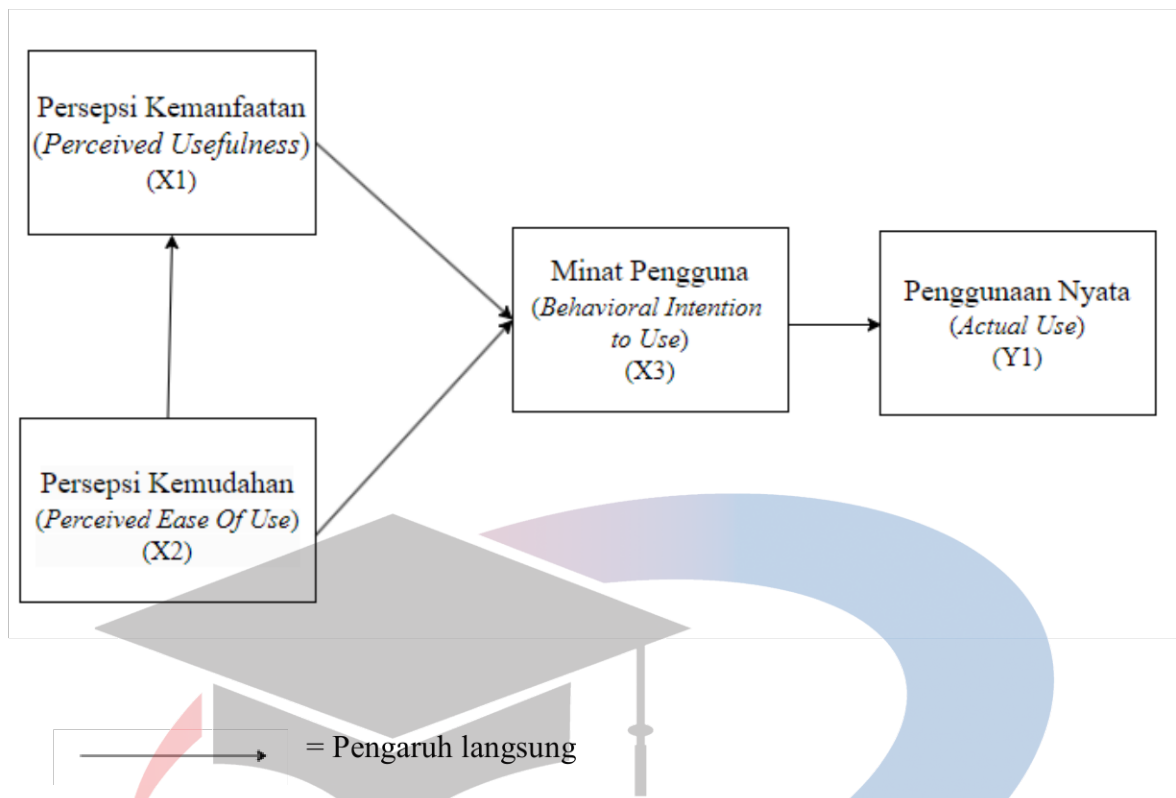 Persepsi Kemanfaatan
(Perceived Usefulness)
(X1)
Minat Pengguna
(Behavioral Intention
to Use)
(X3)
Penggunaan Nyata
(Actual Use)
(Y1)
Persepsi Kemudahan
(Perceived Ease Of Use)
(X2)
= Pengaruh langsung